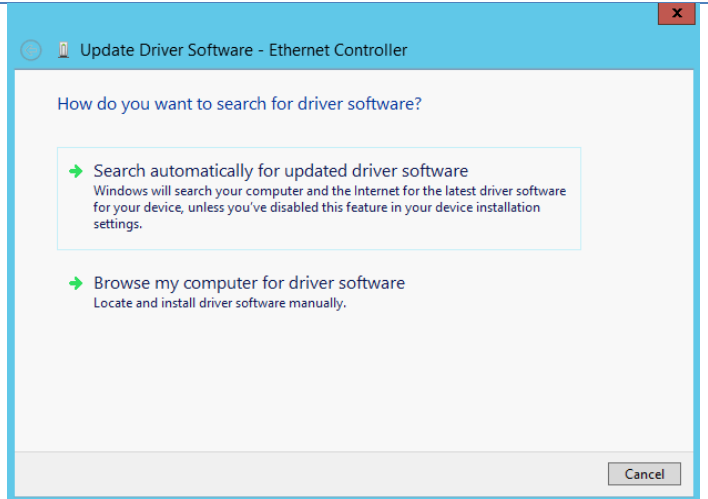 x
Update Driver Software - Ethernet Controller
How do you want to search for driver software?
Search automatically for updated driver software
Windows will search your computer and the Internet for the latest driver software
for your device, unless you've disabled this feature in your device installation
settings.
Browse my computer for driver software
Locate and install driver software manually.
Cancel